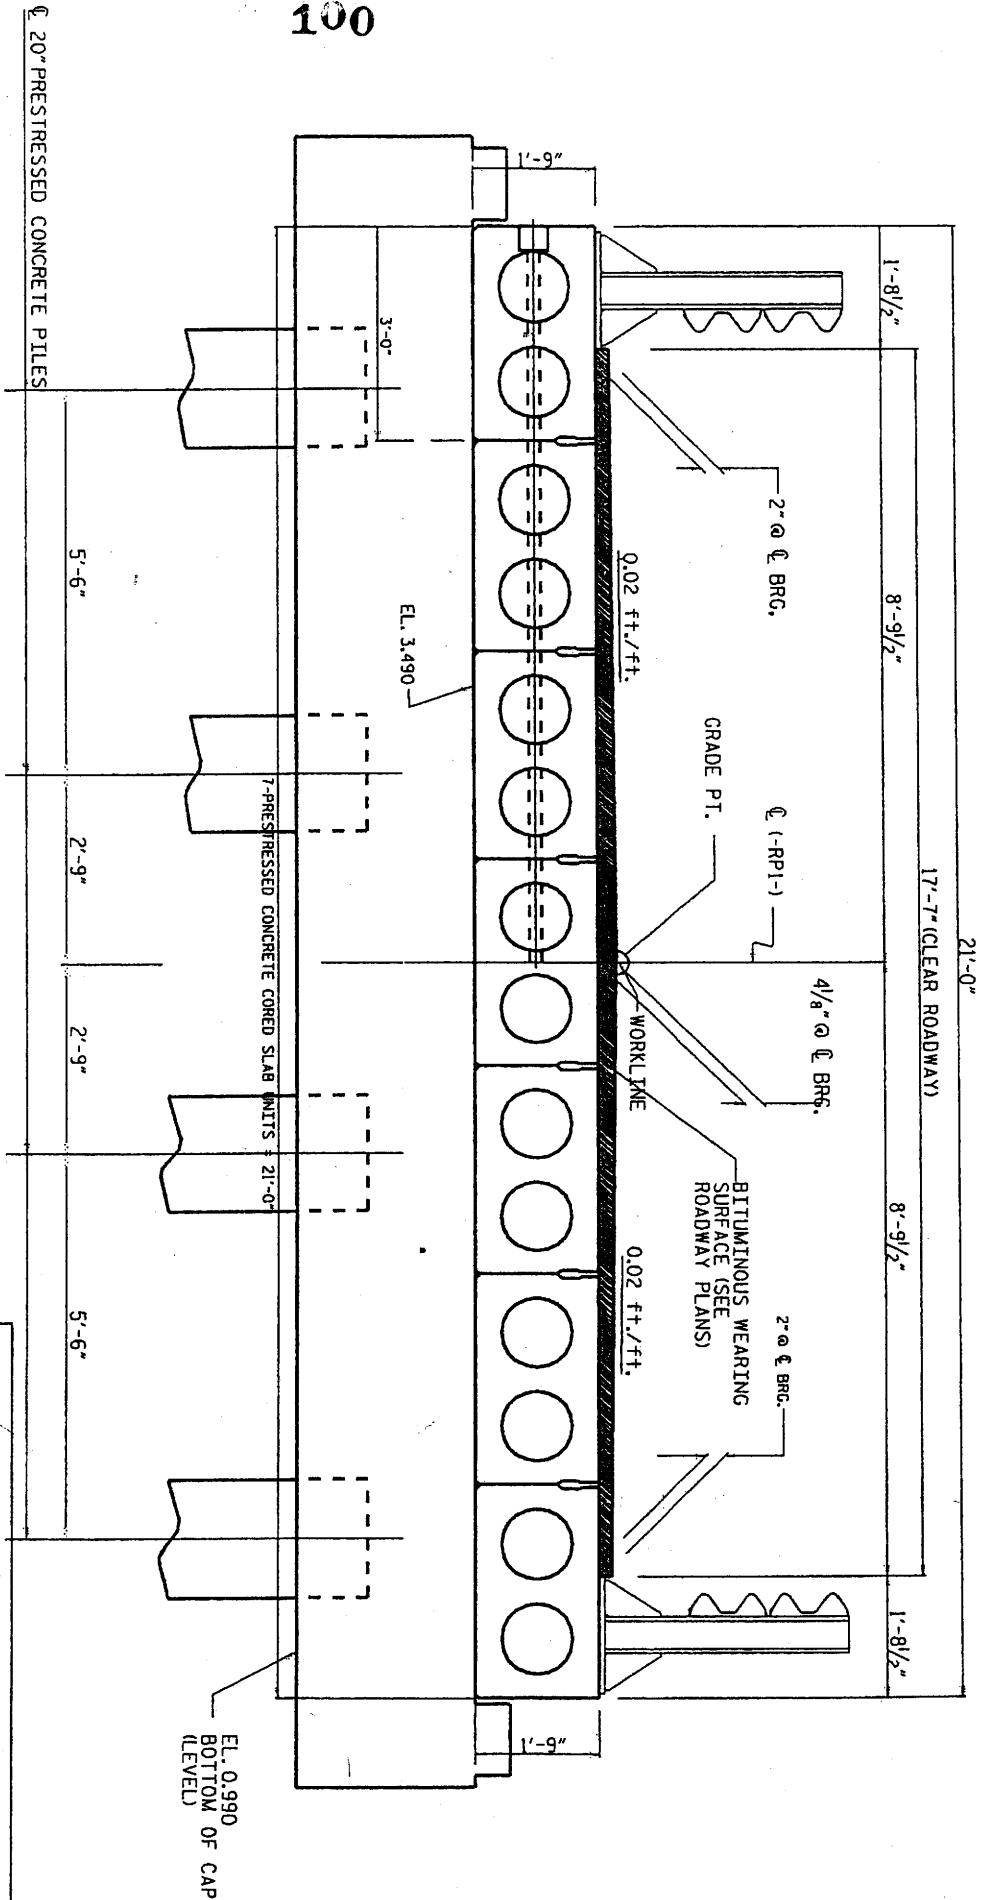 100
21'-0"
17'-7" (CLEAR ROADWAY)
1'-8½"
8'-9½"
8'-9½"
1'-8½"
℄ (-RP1-)
4⅛" @ ℄ BRG.
2" @ ℄ BRG.
2" @ ℄ BRG.
GRADE PT.
WORKLINE
BITUMINOUS WEARING
SURFACE (SEE
ROADWAY PLANS)
0.02 ft./ft.
0.02 ft./ft.
1'-9"
1'-9"
EL. 3.490
3'-0"
7-PRESTRESSED CONCRETE CORED SLAB UNITS = 21'-0"
EL. 0.990
BOTTOM OF CAP
(LEVEL)
5'-6"
2'-9"
2'-9"
5'-6"
℄ 20" PRESTRESSED CONCRETE PILES